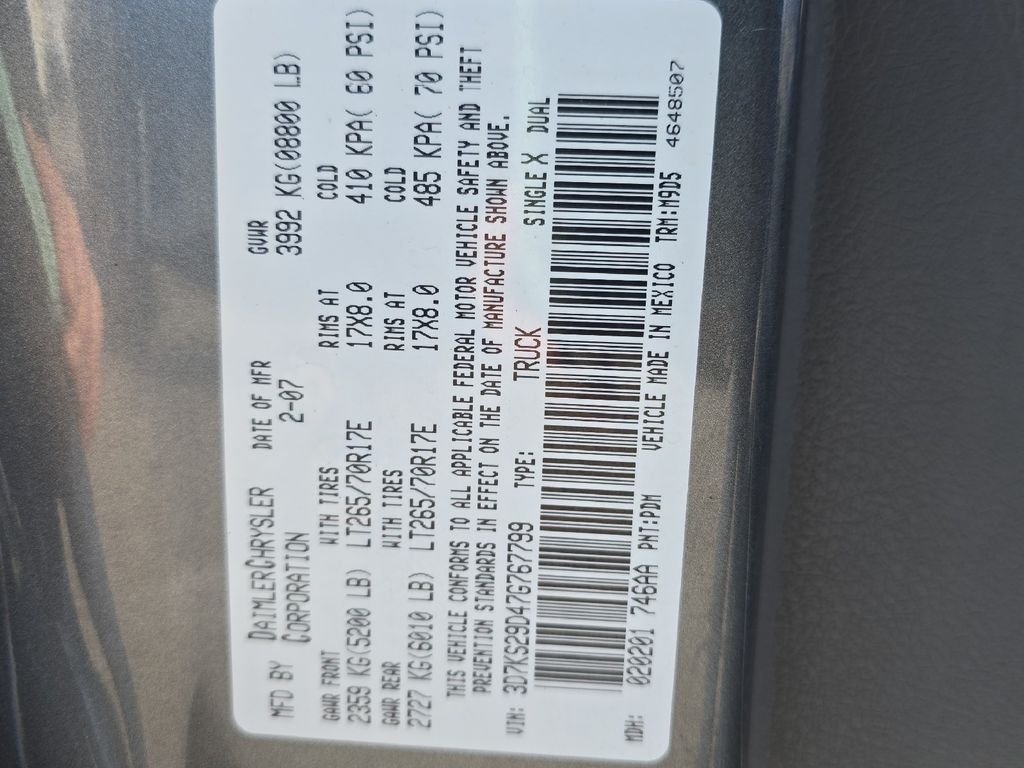 MFD BY DAIMLERCHRYSLER CORPORATION DATE OF MFR 2-07 GVWR 3992 KG(08800 LB)
GAWR FRONT WITH TIRES RIMS AT COLD
2359 KG(5200 LB) LT265/70R17E 17X8.0 410 KPA( 60 PSI)
GAWR REAR WITH TIRES RIMS AT COLD
2727 KG(6010 LB) LT265/70R17E 17X8.0 485 KPA( 70 PSI)
THIS VEHICLE CONFORMS TO ALL APPLICABLE FEDERAL MOTOR VEHICLE SAFETY AND THEFT
PREVENTION STANDARDS IN EFFECT ON THE DATE OF MANUFACTURE SHOWN ABOVE.
VIN: 3D7KS29D47G767799 TYPE: TRUCK SINGLE X DUAL
MDH: 020201 746AA PNT:PDM VEHICLE MADE IN MEXICO TRM:M9D5 4648507